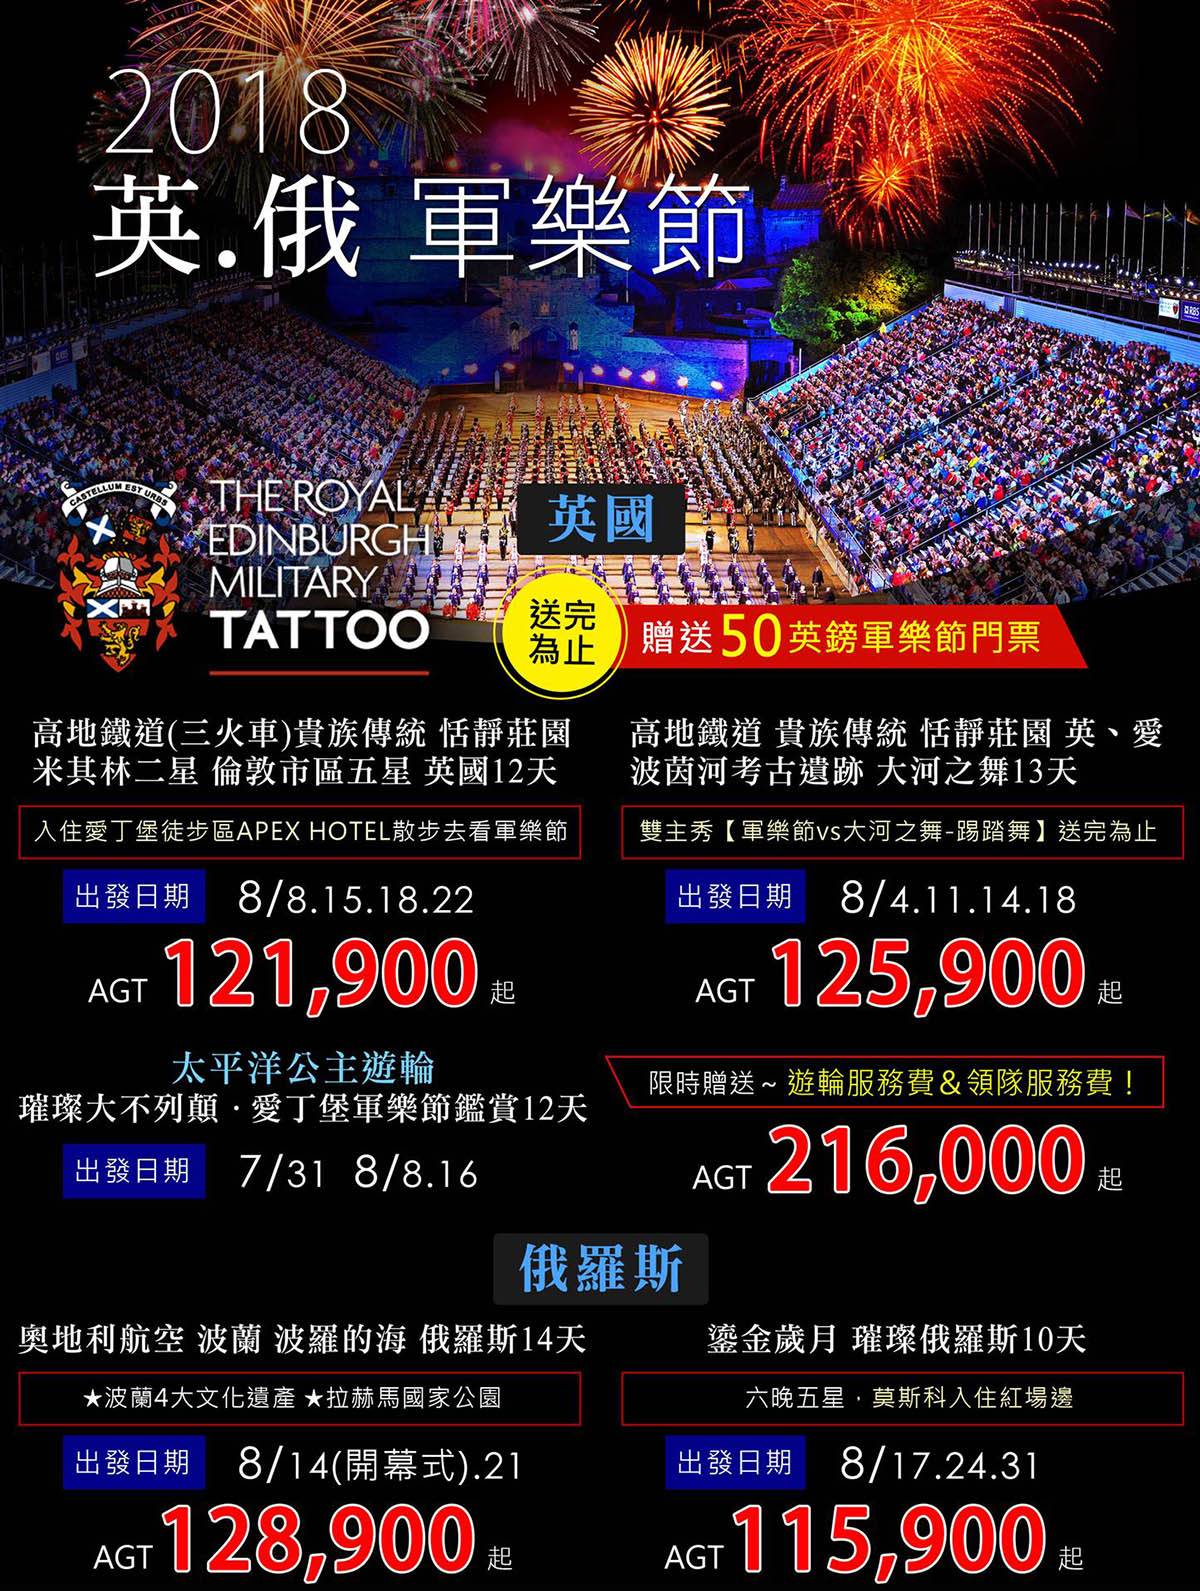 2018
英.俄 軍樂節
CASTELLUM EST URBS
THE ROYAL
EDINBURGH
MILITARY
TATTOO
英國
送完
為止
贈送50英鎊軍樂節門票
高地鐵道(三火車)貴族傳統 恬靜莊園
米其林二星 倫敦市區五星 英國12天
入住愛丁堡徒步區APEX HOTEL散步去看軍樂節
出發日期 8/8.15.18.22
AGT 121,900 起
高地鐵道 貴族傳統 恬靜莊園 英、愛
波茵河考古遺跡 大河之舞13天
雙主秀【軍樂節vs大河之舞-踢踏舞】送完為止
出發日期 8/4.11.14.18
AGT 125,900 起
太平洋公主遊輪
璀璨大不列顛．愛丁堡軍樂節鑑賞12天
出發日期 7/31 8/8.16
限時贈送~遊輪服務費&領隊服務費！
AGT 216,000 起
俄羅斯
奧地利航空 波蘭 波羅的海 俄羅斯14天
★波蘭4大文化遺產 ★拉赫馬國家公園
出發日期 8/14(開幕式).21
AGT 128,900 起
鎏金歲月 璀璨俄羅斯10天
六晚五星，莫斯科入住紅場邊
出發日期 8/17.24.31
AGT 115,900 起